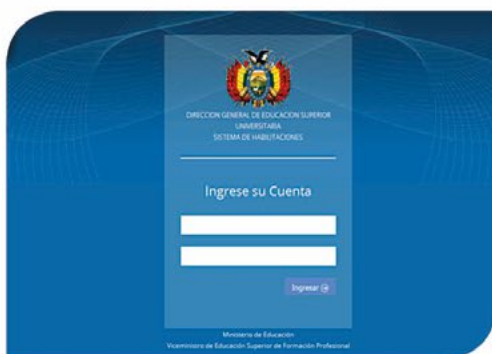 DIRECCION GENERAL DE EDUCACION SUPERIOR
UNIVERSITARIA
SISTEMA DE HABILITACIONES
Ingrese su Cuenta
Ingresar
Ministerio de Educación
Viceministro de Educación Superior de Formación Profesional